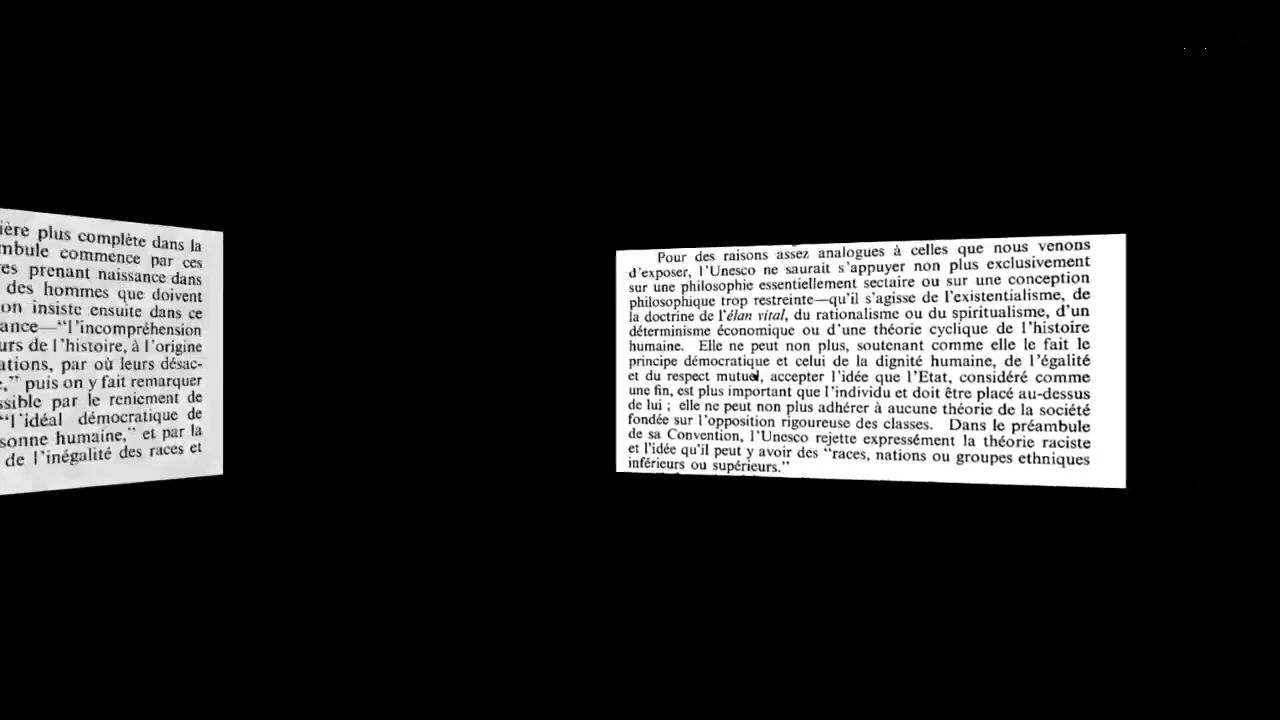 ière plus complète dans la
mbule commence par ces
es prenant naissance dans
des hommes que doivent
on insiste ensuite dans ce
ance—“l’incompréhension
urs de l’histoire, à l’origine
ations, par où leurs désac-
,” puis on y fait remarquer
ssible par le reniement de
“l’idéal démocratique de
sonne humaine,” et par la
de l’inégalité des races et
Pour des raisons assez analogues à celles que nous venons
d’exposer, l’Unesco ne saurait s’appuyer non plus exclusivement
sur une philosophie essentiellement sectaire ou sur une conception
philosophique trop restreinte—qu’il s’agisse de l’existentialisme, de
la doctrine de l’élan vital, du rationalisme ou du spiritualisme, d’un
déterminisme économique ou d’une théorie cyclique de l’histoire
humaine. Elle ne peut non plus, soutenant comme elle le fait le
principe démocratique et celui de la dignité humaine, de l’égalité
et du respect mutuel, accepter l’idée que l’Etat, considéré comme
une fin, est plus important que l’individu et doit être placé au-dessus
de lui ; elle ne peut non plus adhérer à aucune théorie de la société
fondée sur l’opposition rigoureuse des classes. Dans le préambule
de sa Convention, l’Unesco rejette expressément la théorie raciste
et l’idée qu’il peut y avoir des “races, nations ou groupes ethniques
inférieurs ou supérieurs.”